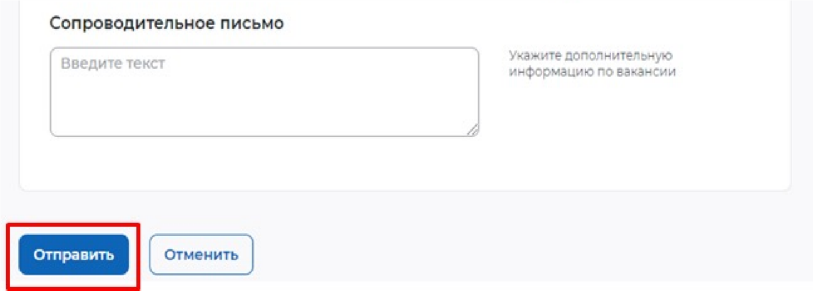 Сопроводительное письмо
Введите текст
Укажите дополнительную
информацию по вакансии
Отправить
Отменить